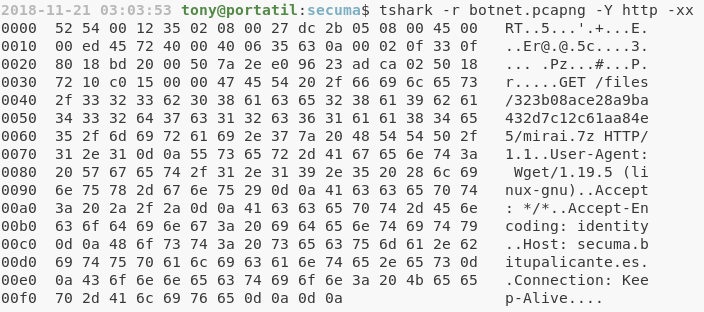 2018-11-21 03:03:53 tony@portatil:secuma$ tshark -r botnet.pcapng -Y http -xx
0000  52 54 00 12 35 02 08 00 27 dc 2b 05 08 00 45 00   RT..5...'.+...E.
0010  00 ed 45 72 40 00 40 06 35 63 0a 00 02 0f 33 0f   ..Er@.@.5c....3.
0020  80 18 bd 20 00 50 7a 2e e0 96 23 ad ca 02 50 18   ... .Pz...#...P.
0030  72 10 c0 15 00 00 47 45 54 20 2f 66 69 6c 65 73   r.....GET /files
0040  2f 33 32 33 62 30 38 61 63 65 32 38 61 39 62 61   /323b08ace28a9ba
0050  34 33 32 64 37 63 31 32 63 36 31 61 61 38 34 65   432d7c12c61aa84e
0060  35 2f 6d 69 72 61 69 2e 37 7a 20 48 54 54 50 2f   5/mirai.7z HTTP/
0070  31 2e 31 0d 0a 55 73 65 72 2d 41 67 65 6e 74 3a   1.1..User-Agent:
0080  20 57 67 65 74 2f 31 2e 31 39 2e 35 20 28 6c 69    Wget/1.19.5 (li
0090  6e 75 78 2d 67 6e 75 29 0d 0a 41 63 63 65 70 74   nux-gnu)..Accept
00a0  3a 20 2a 2f 2a 0d 0a 41 63 63 65 70 74 2d 45 6e   : */*..Accept-En
00b0  63 6f 64 69 6e 67 3a 20 69 64 65 6e 74 69 74 79   coding: identity
00c0  0d 0a 48 6f 73 74 3a 20 73 65 63 75 6d 61 2e 62   ..Host: secuma.b
00d0  69 74 75 70 61 6c 69 63 61 6e 74 65 2e 65 73 0d   itupalicante.es.
00e0  0a 43 6f 6e 6e 65 63 74 69 6f 6e 3a 20 4b 65 65   .Connection: Kee
00f0  70 2d 41 6c 69 76 65 0d 0a 0d 0a                  p-Alive....